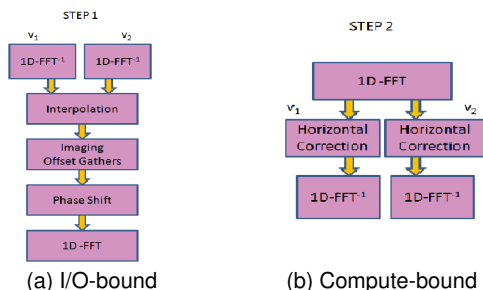 STEP 1
v₁ v₂
1D-FFT⁻¹ 1D-FFT⁻¹
Interpolation
Imaging
Offset Gathers
Phase Shift
1D-FFT
(a) I/O-bound
STEP 2
1D-FFT
v'₁ v₂
Horizontal
Correction
Horizontal
Correction
1D-FFT⁻¹ 1D-FFT⁻¹
(b) Compute-bound